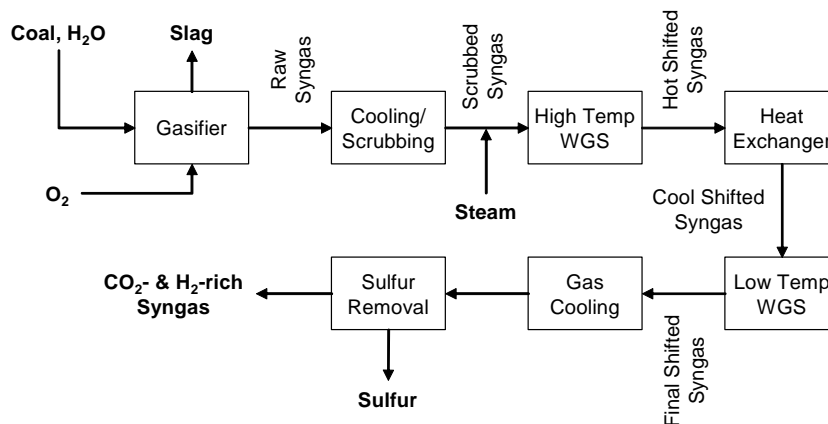 Coal, H₂O
Slag
Raw
Syngas
Scrubbed
Syngas
Hot Shifted
Syngas
Gasifier
Cooling/
Scrubbing
High Temp
WGS
Heat
Exchanger
O₂
Steam
Cool Shifted
Syngas
CO₂- & H₂-rich
Syngas
Sulfur
Removal
Gas
Cooling
Low Temp
WGS
Sulfur
Final Shifted
Syngas